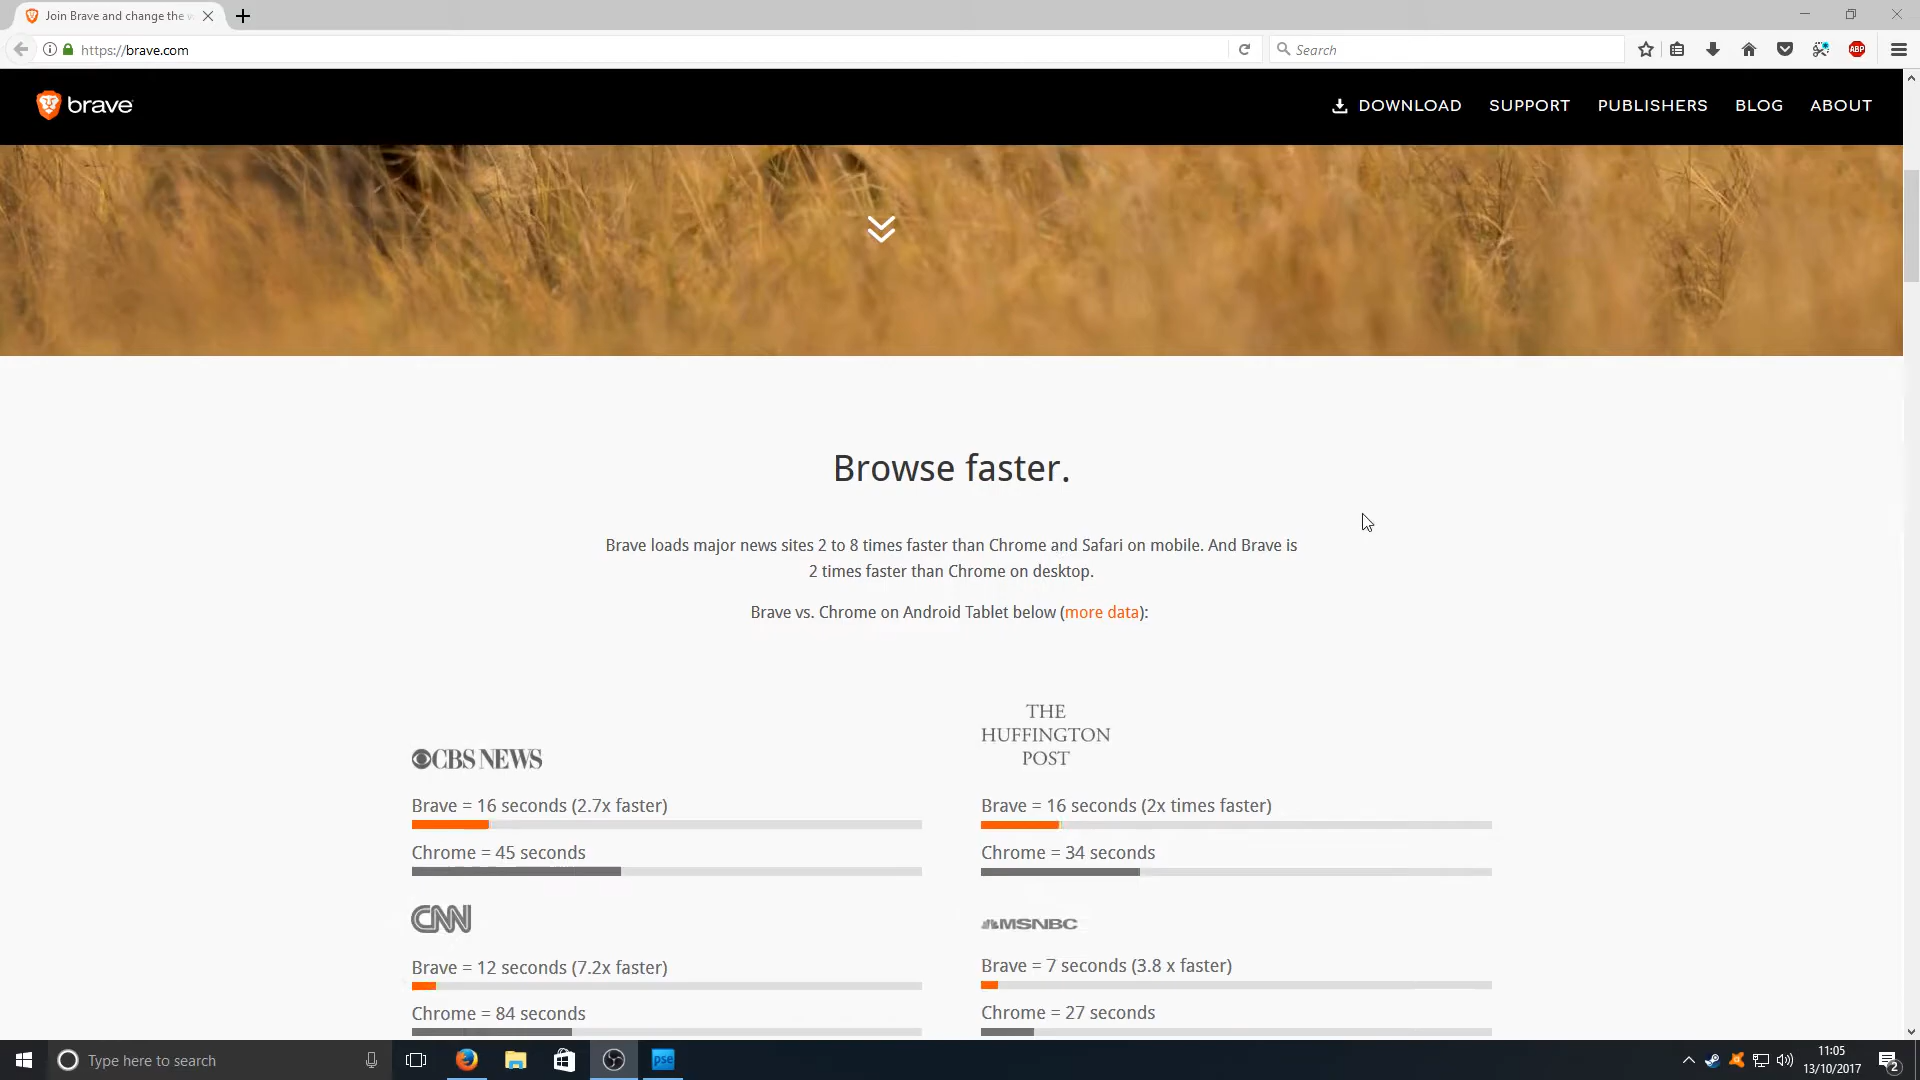 Join Brave and change the w
https://brave.com
Search
ABP
brave
DOWNLOAD
SUPPORT
PUBLISHERS
BLOG
ABOUT
Browse faster.
Brave loads major news sites 2 to 8 times faster than Chrome and Safari on mobile. And Brave is
2 times faster than Chrome on desktop.
Brave vs. Chrome on Android Tablet below (more data):
CBS NEWS
Brave = 16 seconds (2.7x faster)
Chrome = 45 seconds
THE
HUFFINGTON
POST
Brave = 16 seconds (2x times faster)
Chrome = 34 seconds
CNN
Brave = 12 seconds (7.2x faster)
Chrome = 84 seconds
MSNBC
Brave = 7 seconds (3.8 x faster)
Chrome = 27 seconds
Type here to search
pse
11:05
13/10/2017
2